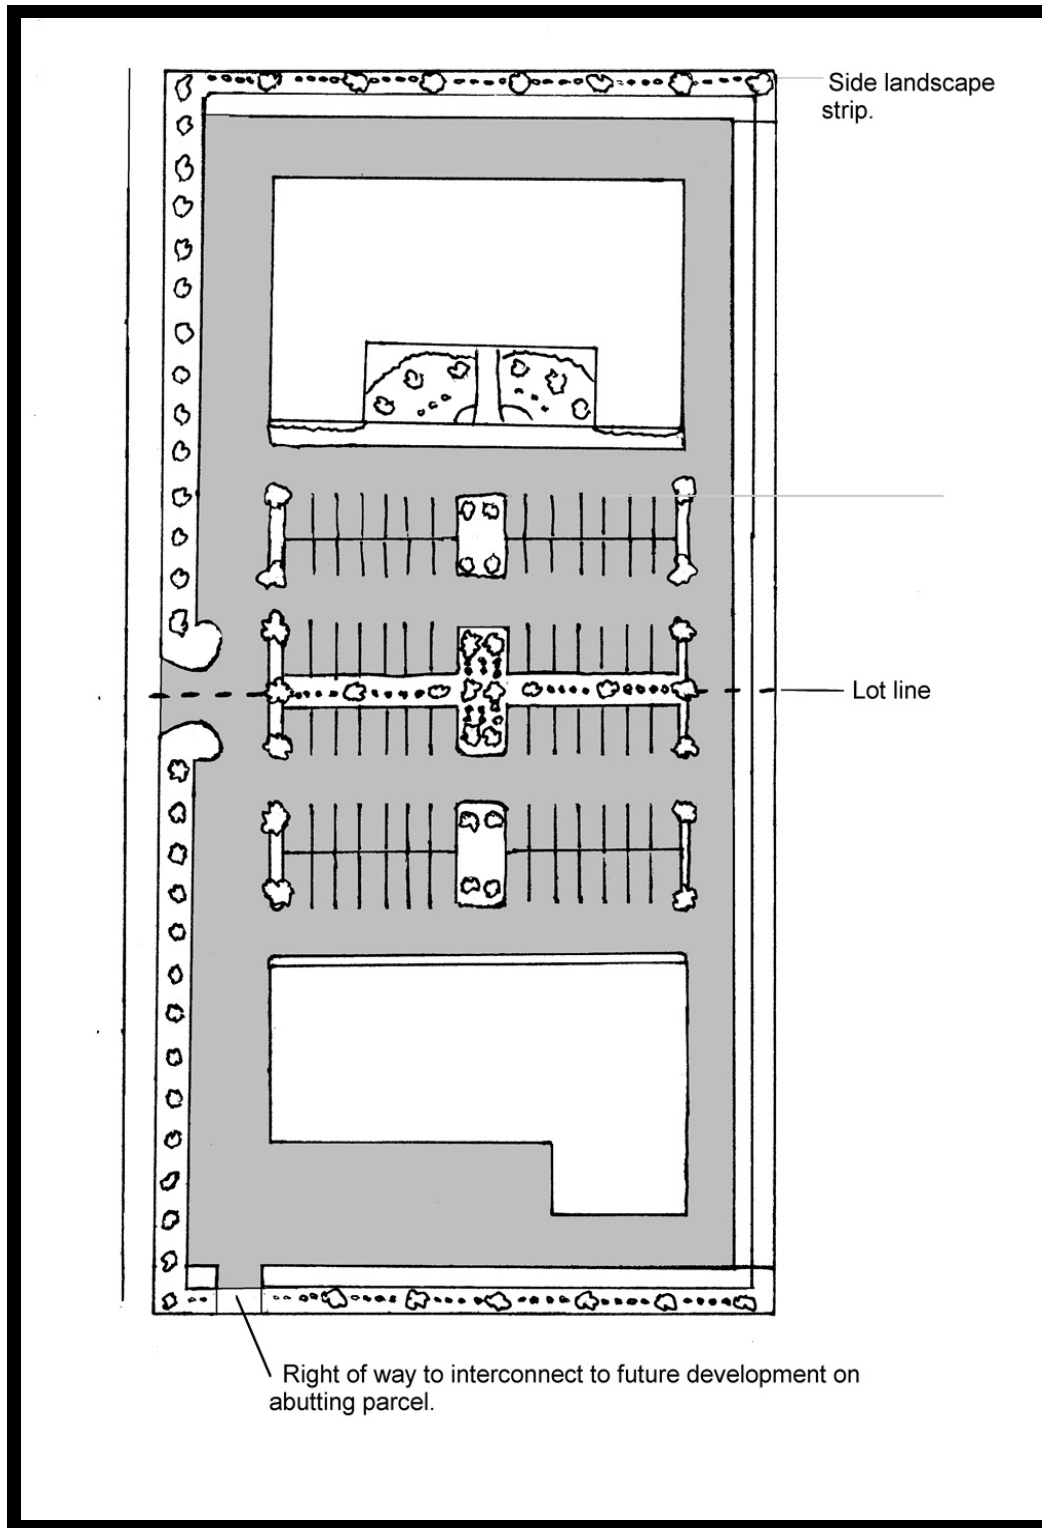 Side landscape
strip.
Lot line
Right of way to interconnect to future development on
abutting parcel.